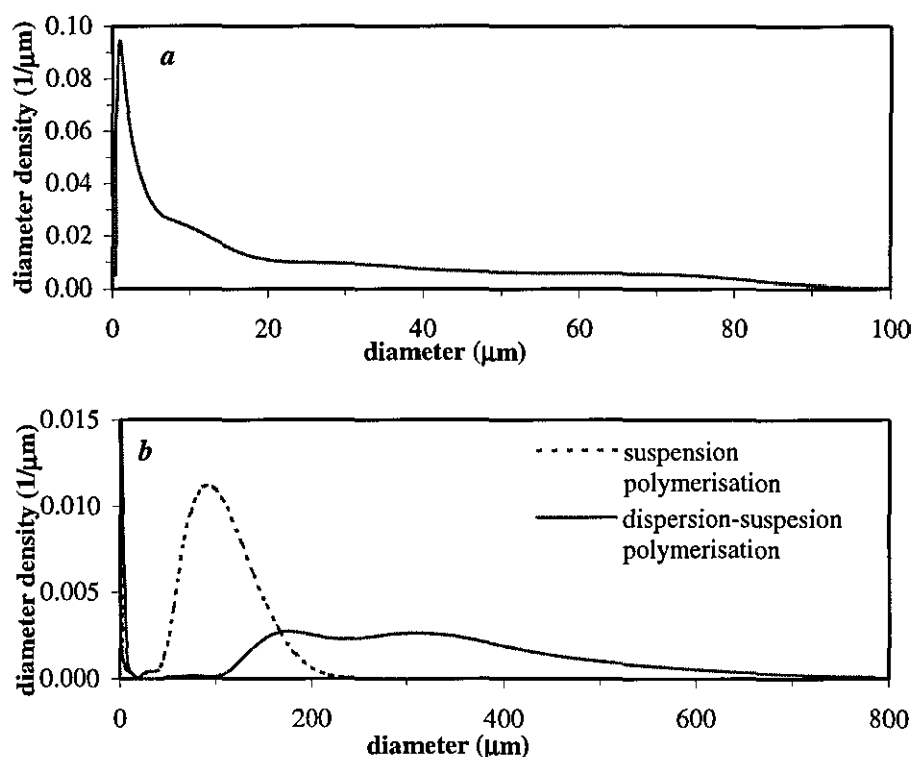 a
diameter density (1/µm)
0.10
0.08
0.06
0.04
0.02
0.00
0
20
40
60
80
100
diameter (µm)
b
diameter density (1/µm)
0.015
0.010
0.005
0.000
suspension
polymerisation
dispersion-suspesion
polymerisation
0
200
400
600
800
diameter (µm)